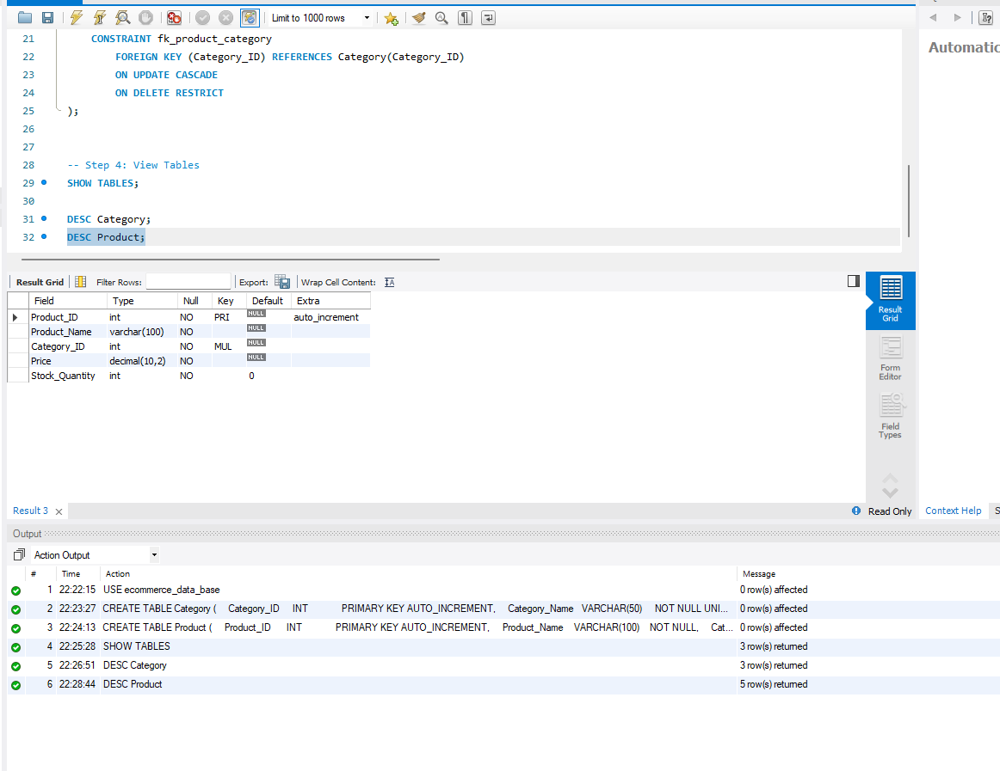 Limit to 1000 rows
21 CONSTRAINT fk_product_category
22 FOREIGN KEY (Category_ID) REFERENCES Category(Category_ID)
23 ON UPDATE CASCADE
24 ON DELETE RESTRICT
25 );
26
27
28 -- Step 4: View Tables
29 SHOW TABLES;
30
31 DESC Category;
32 DESC Product;
Automatic
Result Grid Filter Rows: Export: Wrap Cell Content: IA
Field Type Null Key Default Extra
Product_ID int NO PRI NULL auto_increment
Product_Name varchar(100) NO NULL
Category_ID int NO MUL NULL
Price decimal(10,2) NO NULL
Stock_Quantity int NO 0
Result
Grid
Form
Editor
Field
Types
Result 3 Read Only Context Help S
Output
Action Output
# Time Action Message
1 22:22:15 USE ecommerce_data_base 0 row(s) affected
2 22:23:27 CREATE TABLE Category ( Category_ID INT PRIMARY KEY AUTO_INCREMENT, Category_Name VARCHAR(50) NOT NULL UNI... 0 row(s) affected
3 22:24:13 CREATE TABLE Product ( Product_ID INT PRIMARY KEY AUTO_INCREMENT, Product_Name VARCHAR(100) NOT NULL, Cat... 0 row(s) affected
4 22:25:28 SHOW TABLES 3 row(s) returned
5 22:26:51 DESC Category 3 row(s) returned
6 22:28:44 DESC Product 5 row(s) returned